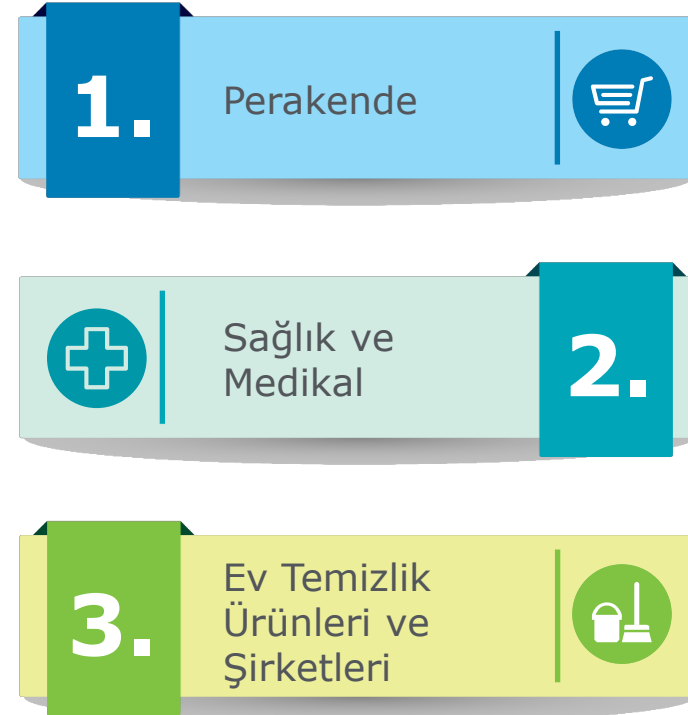 1.
Perakende
Sağlık ve
Medikal
2.
3.
Ev Temizlik
Ürünleri ve
Şirketleri